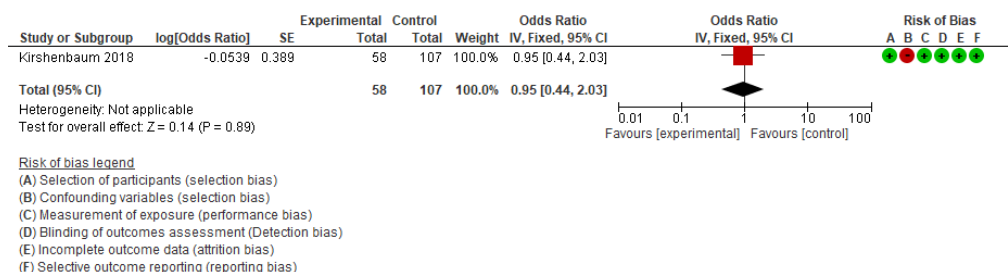 Experimental Control Odds Ratio Odds Ratio Risk of Bias
Study or Subgroup log[Odds Ratio] SE Total Total Weight IV, Fixed, 95% CI IV, Fixed, 95% CI A B C D E F
Kirshenbaum 2018 -0.0539 0.389 58 107 100.0% 0.95 [0.44, 2.03] + - + + + +
Total (95% CI) 58 107 100.0% 0.95 [0.44, 2.03]
Heterogeneity: Not applicable
Test for overall effect: Z = 0.14 (P = 0.89)
0.01 0.1 1 10 100
Favours [experimental] Favours [control]
Risk of bias legend
(A) Selection of participants (selection bias)
(B) Confounding variables (selection bias)
(C) Measurement of exposure (performance bias)
(D) Blinding of outcomes assessment (Detection bias)
(E) Incomplete outcome data (attrition bias)
(F) Selective outcome reporting (reporting bias)